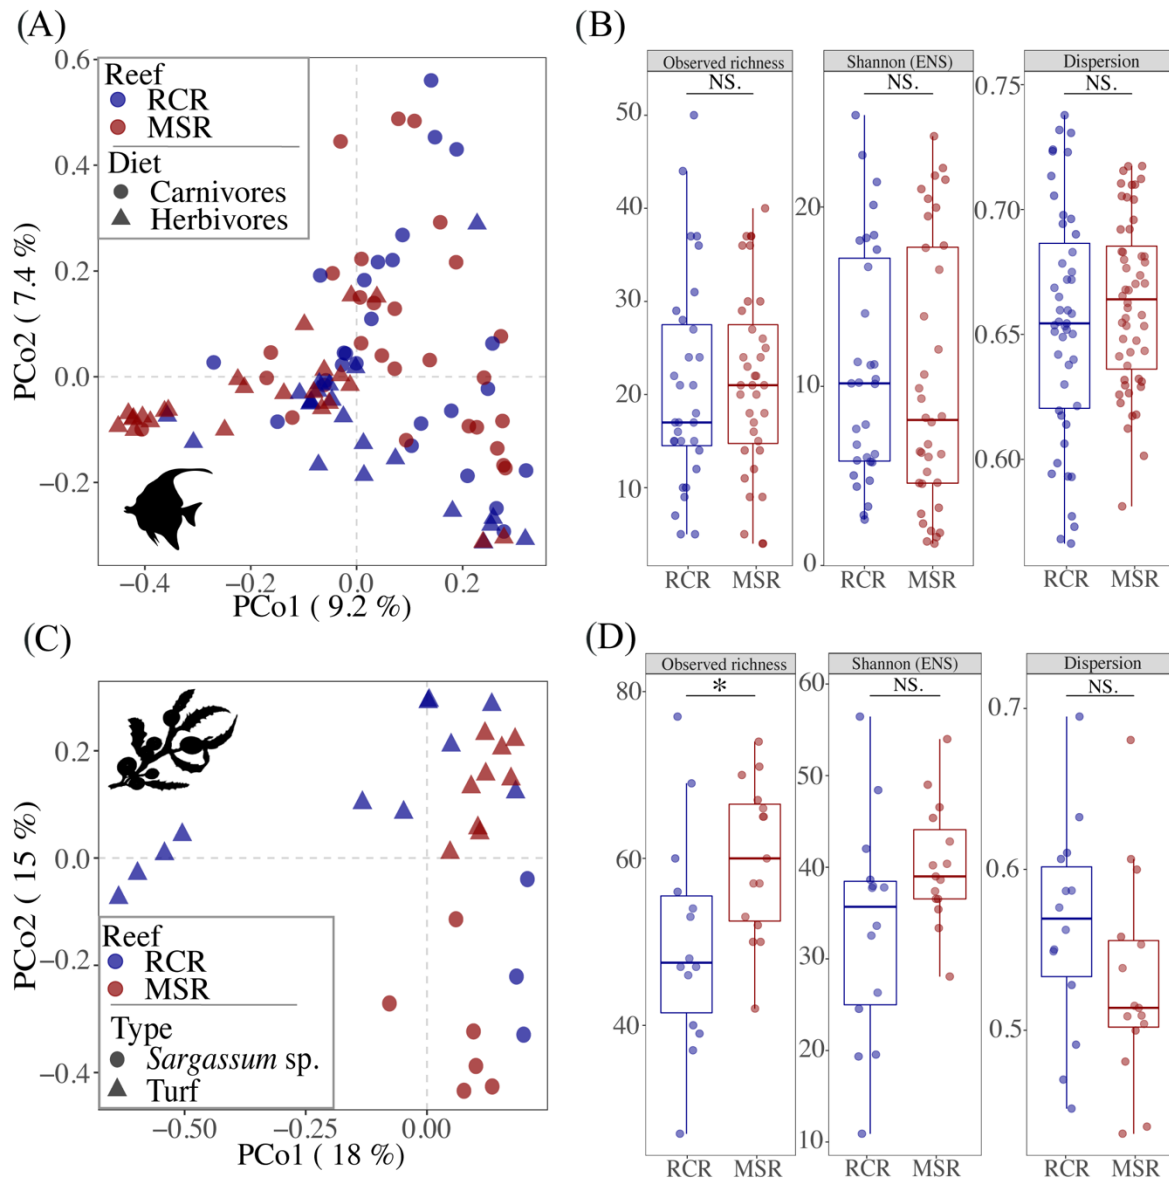 (A)
0.6
0.4
0.2
0.0
−0.2
PCo2 ( 7.4 %)
Reef
RCR
MSR
Diet
Carnivores
Herbivores
−0.4
−0.2
0.0
0.2
PCo1 ( 9.2 %)
(B)
Observed richness
NS.
50
40
30
20
10
RCR
MSR
Shannon (ENS)
NS.
20
10
0
RCR
MSR
Dispersion
NS.
0.75
0.70
0.65
0.60
RCR
MSR
(C)
0.2
0.0
−0.2
−0.4
PCo2 ( 15 %)
Reef
RCR
MSR
Type
Sargassum sp.
Turf
−0.50
−0.25
0.00
PCo1 ( 18 %)
(D)
Observed richness
*
80
60
40
RCR
MSR
Shannon (ENS)
NS.
60
50
40
30
20
10
RCR
MSR
Dispersion
NS.
0.7
0.6
0.5
RCR
MSR